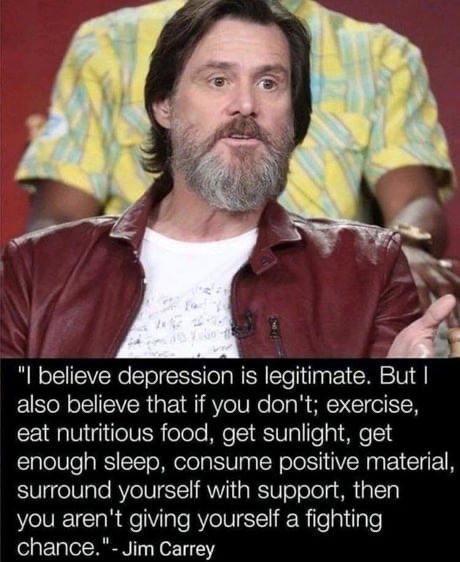 "I believe depression is legitimate. But I
also believe that if you don't; exercise,
eat nutritious food, get sunlight, get
enough sleep, consume positive material,
surround yourself with support, then
you aren't giving yourself a fighting
chance."- Jim Carrey